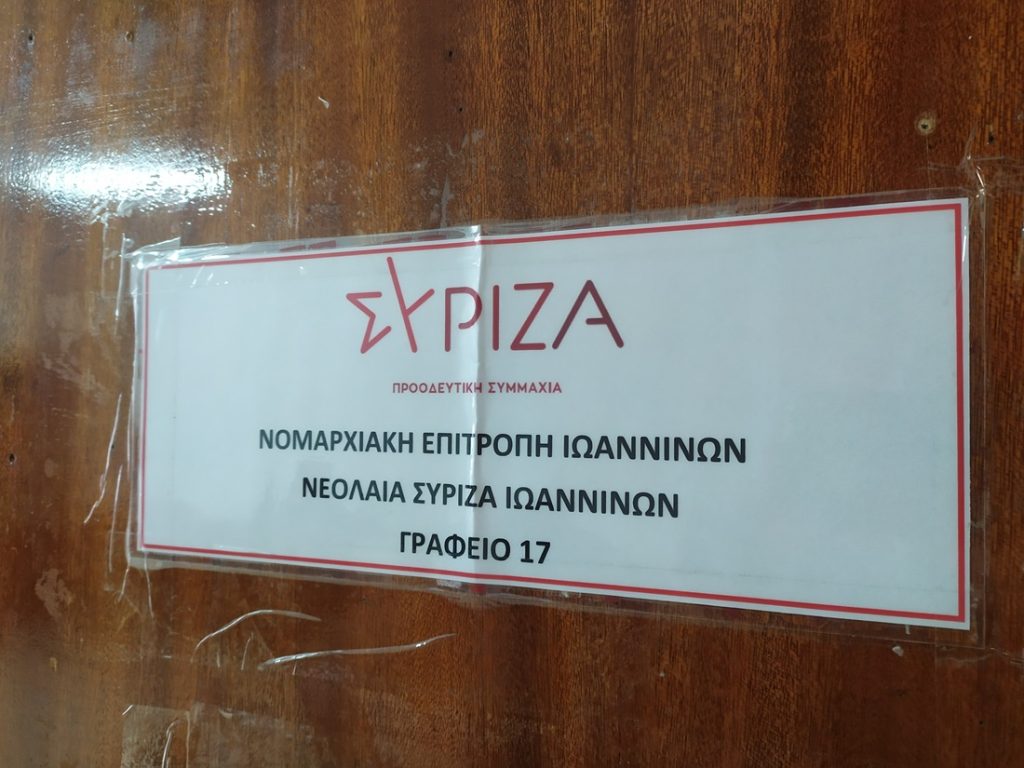 ΣΥΡΙΖΑ
ΠΡΟΟΔΕΥΤΙΚΗ ΣΥΜΜΑΧΙΑ
ΝΟΜΑΡΧΙΑΚΗ ΕΠΙΤΡΟΠΗ ΙΩΑΝΝΙΝΩΝ
ΝΕΟΛΑΙΑ ΣΥΡΙΖΑ ΙΩΑΝΝΙΝΩΝ
ΓΡΑΦΕΙΟ 17